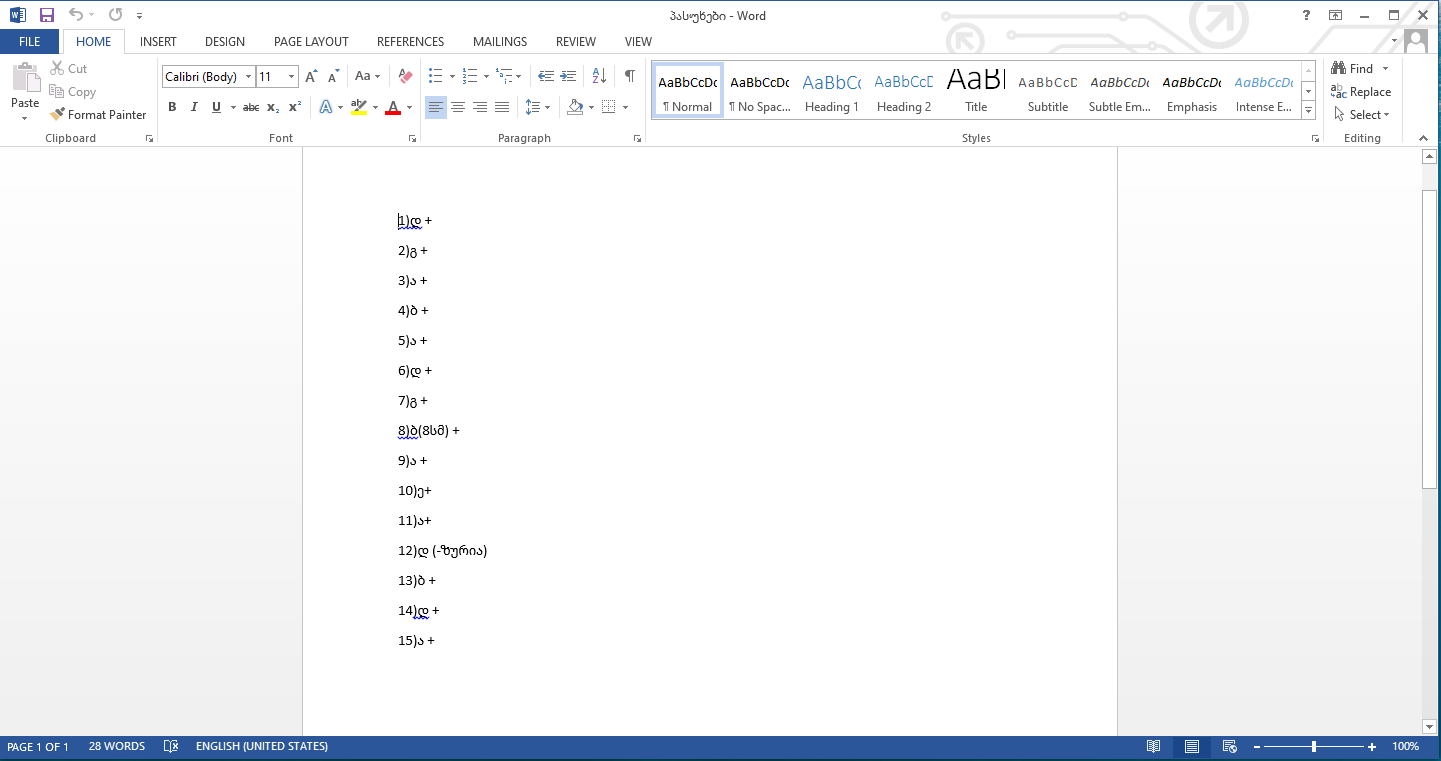 პასუხები - Word
FILE HOME INSERT DESIGN PAGE LAYOUT REFERENCES MAILINGS REVIEW VIEW
Paste
Cut
Copy
Format Painter
Clipboard
Calibri (Body) 11
Font
Paragraph
AaBbCcDc AaBbCcDc AaBbCc AaBbCcD AaB AaBbCcD AaBbCcDc AaBbCcDc AaBbCcDc
¶ Normal ¶ No Spac... Heading 1 Heading 2 Title Subtitle Subtle Em... Emphasis Intense E...
Styles
Find
Replace
Select
Editing
1)დ +
2)გ +
3)ა +
4)ბ +
5)ა +
6)დ +
7)გ +
8)ბ(8სმ) +
9)ა +
10)ე+
11)ა+
12)დ (-ზურია)
13)ბ +
14)დ +
15)ა +
PAGE 1 OF 1 28 WORDS ENGLISH (UNITED STATES) 100%